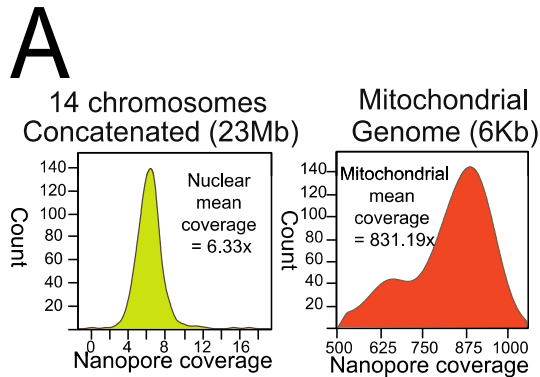 A
14 chromosomes
Concatenated (23Mb)
Nuclear
mean
coverage
= 6.33x
Count
140
120
100
80
60
40
20
0 4 8 12 16
Nanopore coverage
Mitochondrial
Genome (6Kb)
Mitochondrial
mean
coverage
= 831.19x
Count
140
120
100
80
60
40
20
500 625 750 875 1000
Nanopore coverage